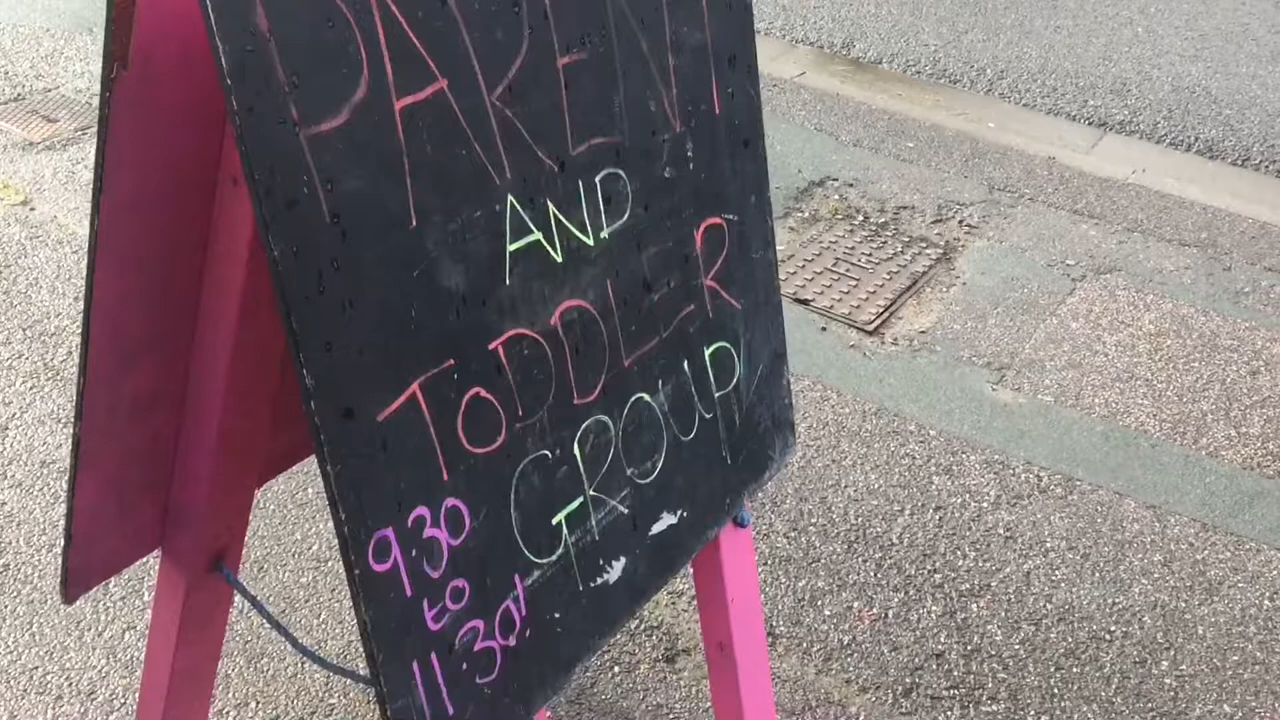 PARENT
AND
TODDLER
GROUP
9.30
to
11.30!